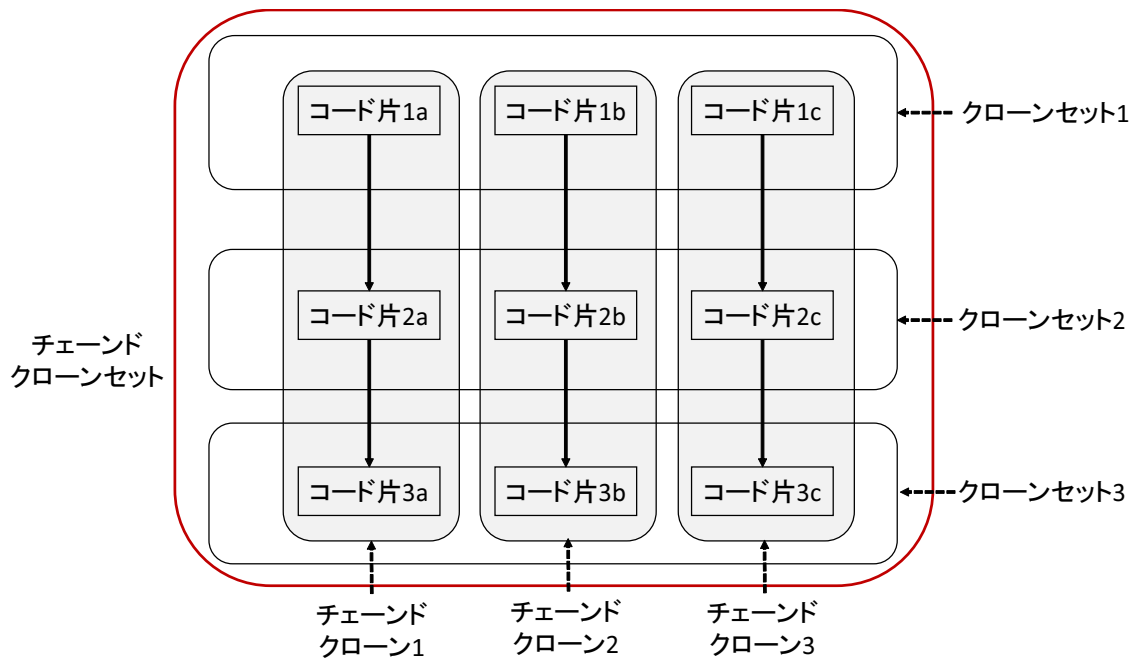 コード片1a
コード片1b
コード片1c
クローンセット1
コード片2a
コード片2b
コード片2c
クローンセット2
チェーンド
クローンセット
コード片3a
コード片3b
コード片3c
クローンセット3
チェーンド
クローン1
チェーンド
クローン2
チェーンド
クローン3